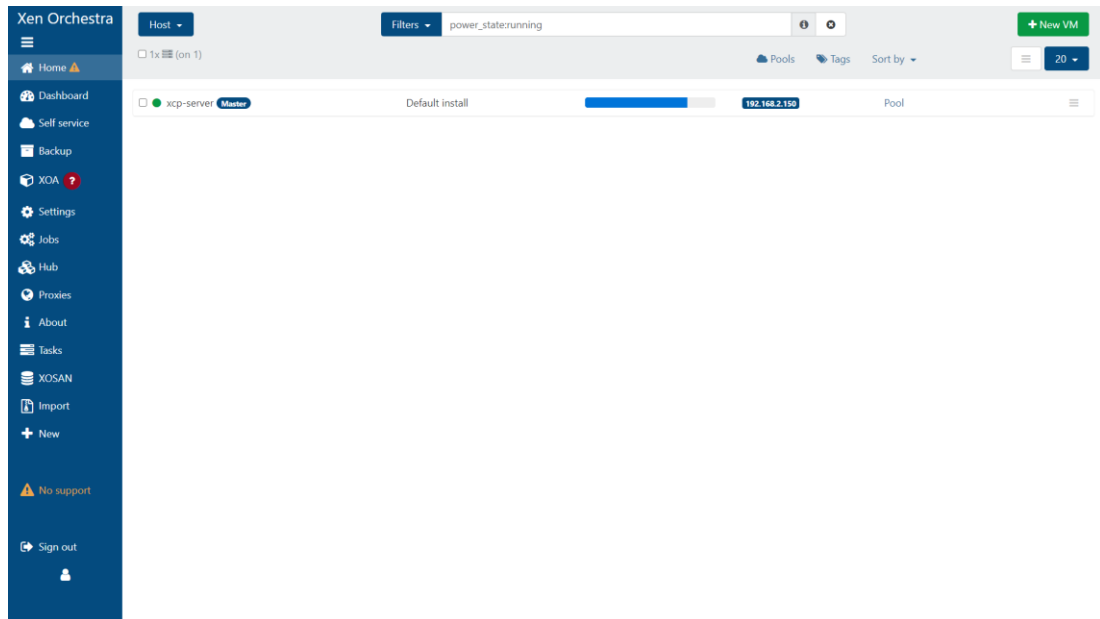 Xen Orchestra
Host
Filters power_state:running
New VM
1x (on 1)
Pools Tags Sort by
20
Home
Dashboard
Self service
Backup
XOA ?
Settings
Jobs
Hub
Proxies
About
Tasks
XOSAN
Import
New
No support
Sign out
xcp-server Master Default install 192.168.2.150 Pool